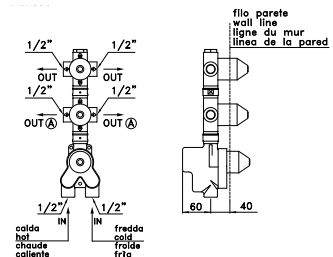 filo parete
wall line
ligne du mur
linea de la pared
1/2" 1/2"
OUT OUT
1/2" 1/2"
OUT A OUT A
1/2" 1/2"
IN IN
60 40
calda fredda
hot cold
chaude froide
caliente fria